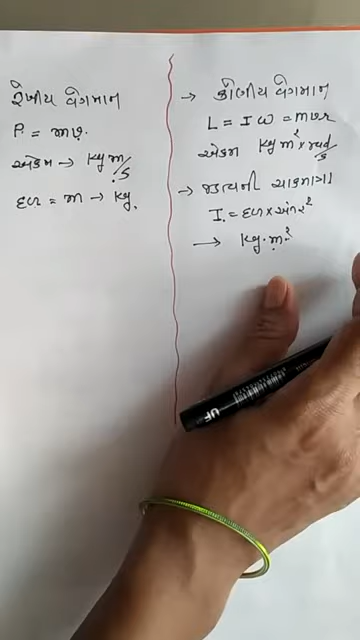 રેખીય વેગમાન
P = mv.
એકમ → kg m/s
દળ = m → kg.
→ કોણીય વેગમાન
L = I ω = mvr
એકમ kg m² × rad/s
→ જડત્વની ચાકમાત્રા
I = દળ × અંતર²
→ kg.m²
UF